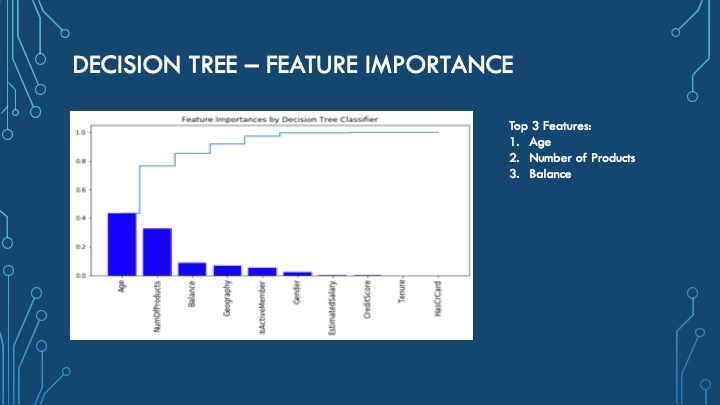 DECISION TREE – FEATURE IMPORTANCE
Feature Importances by Decision Tree Classifier
1.0
0.8
0.6
0.4
0.2
0.0
Age
NumOfProducts
Balance
Geography
IsActiveMember
Gender
EstimatedSalary
CreditScore
Tenure
HasCrCard
Top 3 Features:
1. Age
2. Number of Products
3. Balance